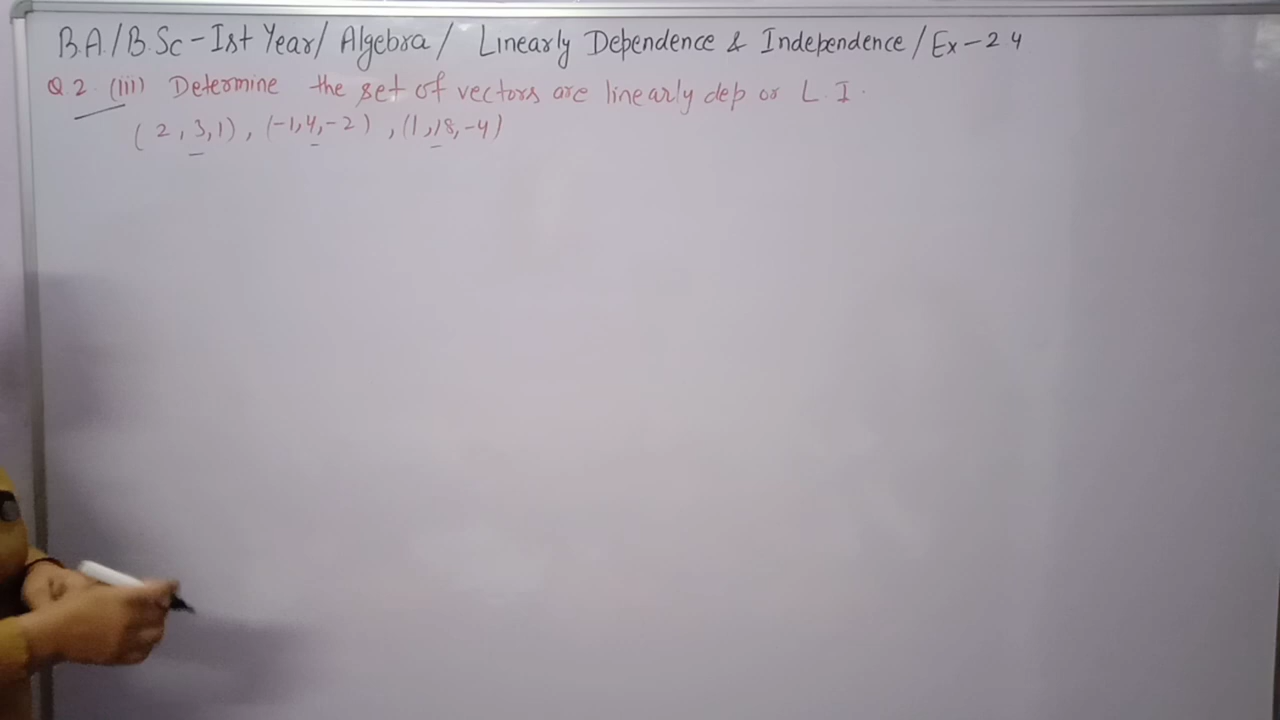 B.A./B.Sc-Ist Year/ Algebra/ Linearly Dependence & Independence/Ex-2.4
Q.2. (iii) Determine the set of vectors are linearly dep or L.I.
(2,3,1), (-1,4,-2), (1,18,-4)